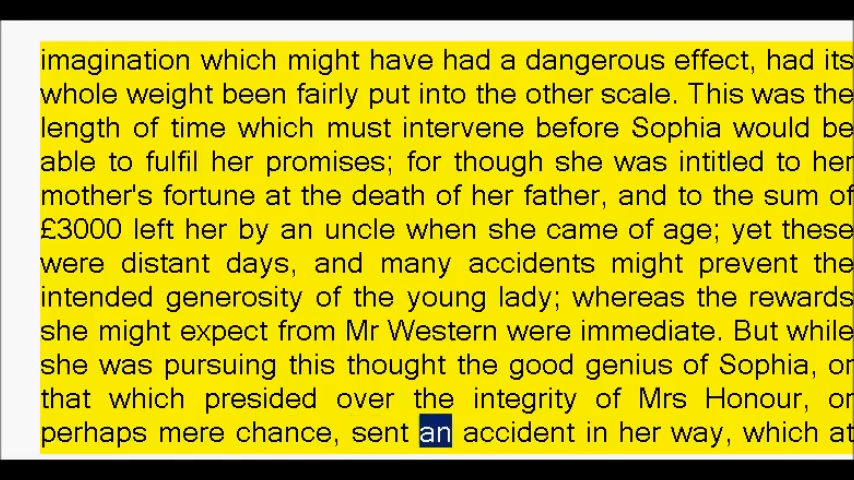 imagination which might have had a dangerous effect, had its
whole weight been fairly put into the other scale. This was the
length of time which must intervene before Sophia would be
able to fulfil her promises; for though she was intitled to her
mother's fortune at the death of her father, and to the sum of
£3000 left her by an uncle when she came of age; yet these
were distant days, and many accidents might prevent the
intended generosity of the young lady; whereas the rewards
she might expect from Mr Western were immediate. But while
she was pursuing this thought the good genius of Sophia, or
that which presided over the integrity of Mrs Honour, or
perhaps mere chance, sent an accident in her way, which at